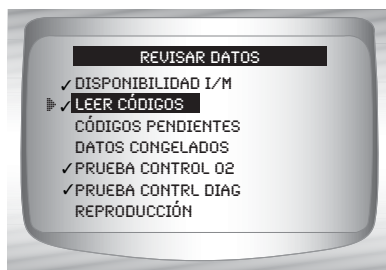 REVISAR DATOS
✓DISPONIBILIDAD I/M
✓LEER CÓDIGOS
CÓDIGOS PENDIENTES
DATOS CONGELADOS
✓PRUEBA CONTROL O2
✓PRUEBA CONTRL DIAG
REPRODUCCIÓN